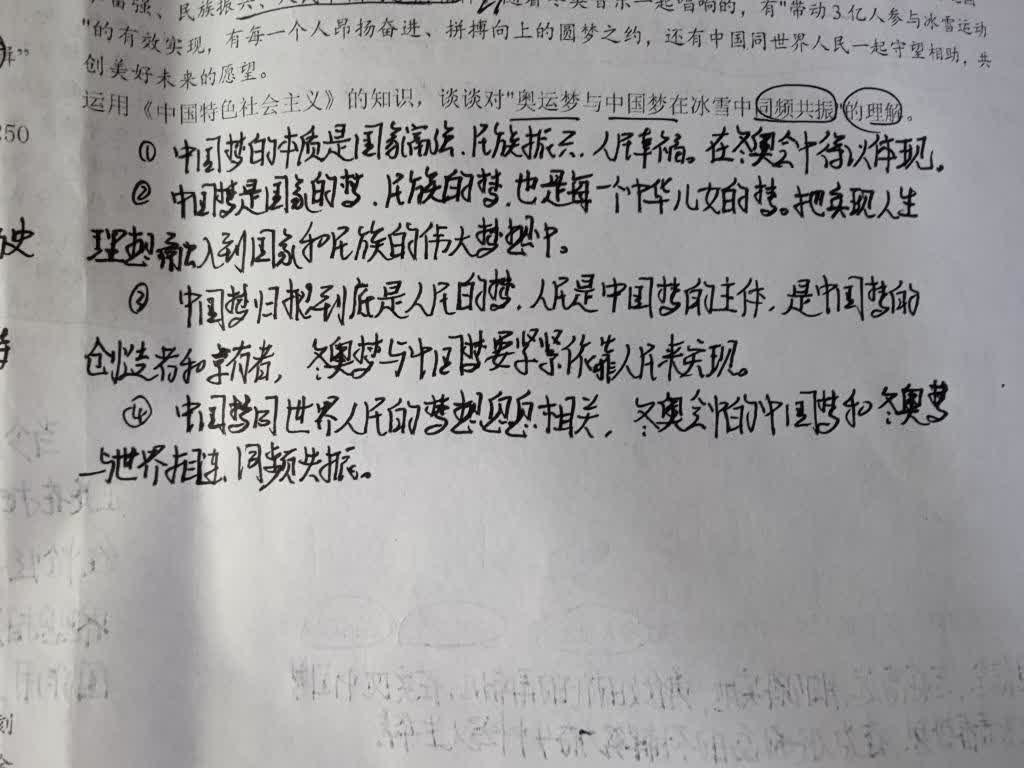 富强、民族振兴、人民
随着冬奥音乐一起唱响的，有"带动3亿人参与冰雪运动
"的有效实现，有每一个人昂扬奋进、拼搏向上的圆梦之约，还有中国同世界人民一起守望相助，共
创美好未来的愿望。
运用《中国特色社会主义》的知识，谈谈对"奥运梦与中国梦在冰雪中同频共振"的理解。
① 中国梦的本质是国家富强、民族振兴、人民幸福。在冬奥会中得以体现。
② 中国梦是国家的梦、民族的梦，也是每一个中华儿女的梦。把实现人生
理想融入到国家和民族的伟大梦想中。
③ 中国梦归根到底是人民的梦，人民是中国梦的主体，是中国梦的
创造者和享有者，冬奥梦与中国梦要紧紧依靠人民来实现。
④ 中国梦同世界人民的梦想息息相关，冬奥会中的中国梦和冬奥梦
与世界相连，同频共振。
250
历史
刻